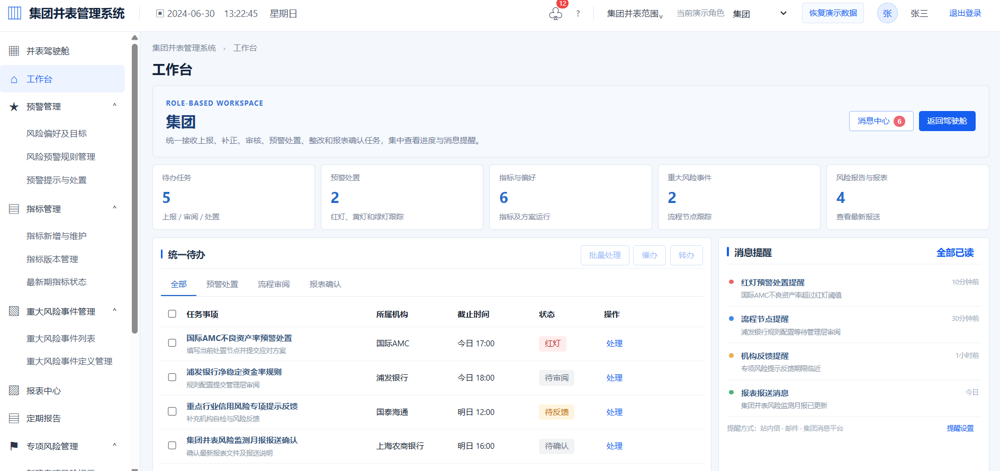 集团并表管理系统
2024-06-30 13:22:45 星期日
12
?
集团并表范围
当前演示角色 集团
恢复演示数据
张 张三
退出登录
并表驾驶舱
工作台
预警管理
风险偏好及目标
风险预警规则管理
预警提示与处置
指标管理
指标新增与维护
指标版本管理
最新期指标状态
重大风险事件管理
重大风险事件列表
重大风险事件定义管理
报表中心
定期报告
专项风险管理
集团并表管理系统 › 工作台
工作台
ROLE-BASED WORKSPACE
集团
统一接收上报、补正、审核、预警处置、整改和报表确认任务，集中查看进度与消息提醒。
消息中心 6
返回驾驶舱
待办任务
5
上报 / 审阅 / 处置
预警处置
2
红灯、黄灯和绿灯跟踪
指标与偏好
6
指标及方案运行
重大风险事件
2
流程节点跟踪
风险报告与报表
4
查看最新报送
统一待办
批量处理 催办 转办
全部 预警处置 流程审阅 报表确认
任务事项 所属机构 截止时间 状态 操作
国际AMC不良资产率预警处置
填写当前处置节点并提交应对方案
国际AMC 今日 17:00 红灯 处理
浦发银行净稳定资金率规则
规则配置提交管理层审阅
浦发银行 今日 18:00 待审阅 处理
重点行业信用风险专项提示反馈
补充机构自检与风险反馈
国泰海通 明日 12:00 待反馈 处理
集团并表风险监测月报报送确认
确认最新报表文件及报送说明
上海农商银行 明日 16:00 待确认 处理
消息提醒 全部已读
红灯预警处置提醒 10分钟前
国际AMC不良资产率超过红灯阈值
流程节点提醒 30分钟前
浦发银行规则配置等待管理层审阅
机构反馈提醒 1小时前
专项风险提示反馈期限临近
报表报送消息 今日
集团并表风险监测月报已更新
提醒方式：站内信 · 邮件 · 集团消息平台 提醒设置